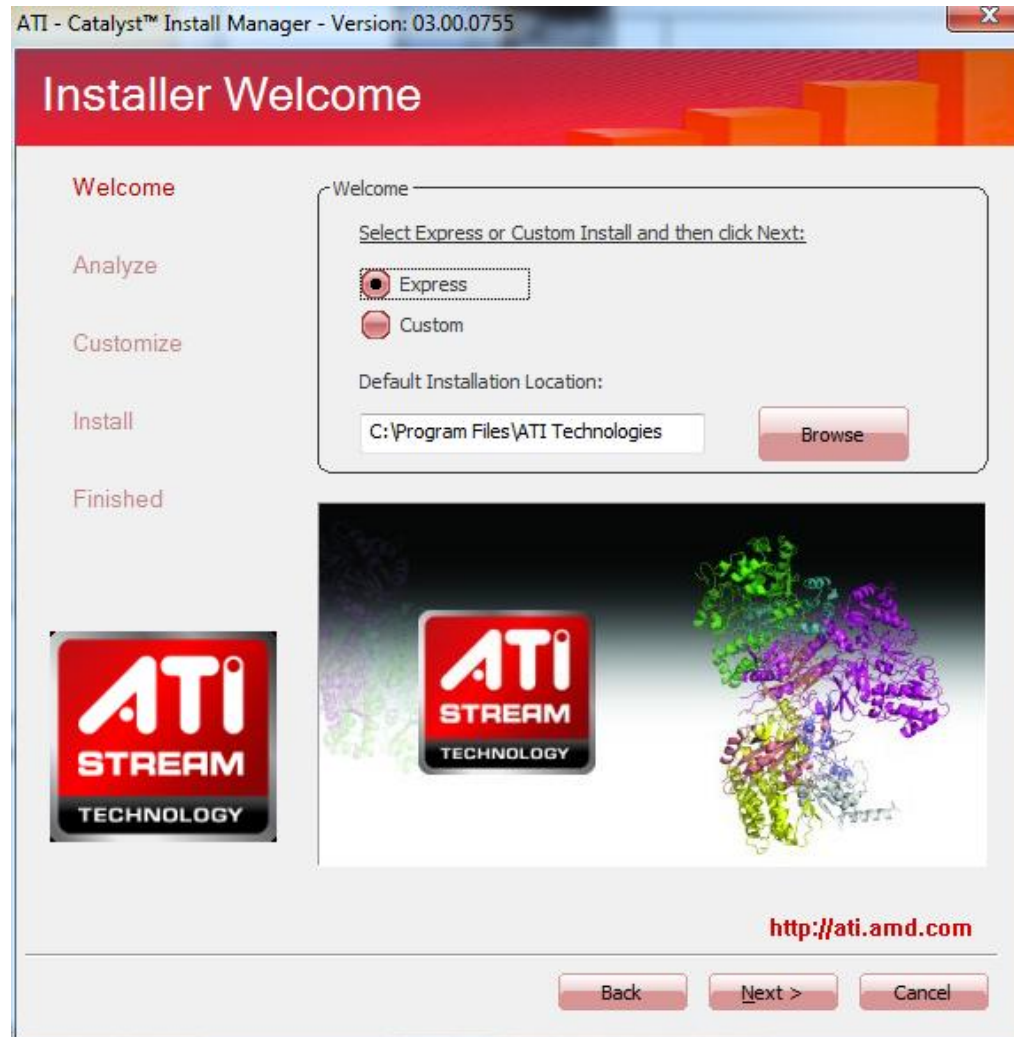 ATI - Catalyst™ Install Manager - Version: 03.00.0755
X
Installer Welcome
Welcome
Analyze
Customize
Install
Finished
Welcome
Select Express or Custom Install and then click Next:
Express
Custom
Default Installation Location:
C:\Program Files\ATI Technologies
Browse
ATI
STREAM
TECHNOLOGY
ATI
STREAM
TECHNOLOGY
http://ati.amd.com
Back
Next >
Cancel